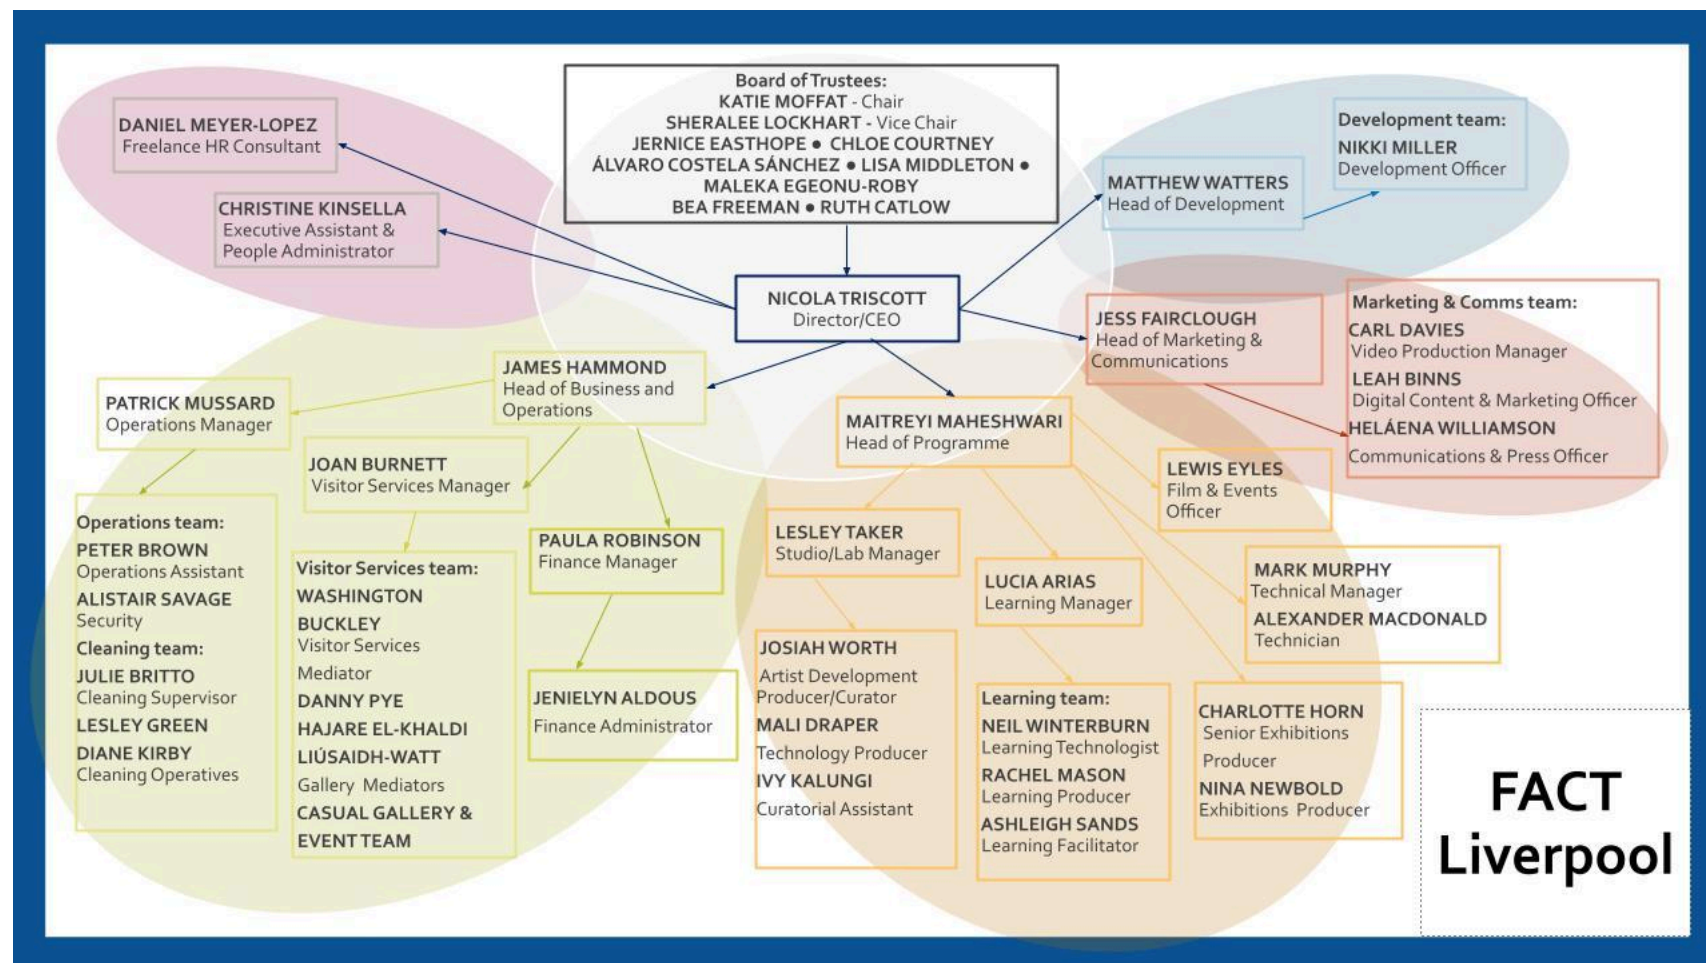 Board of Trustees:
KATIE MOFFAT - Chair
SHERALEE LOCKHART - Vice Chair
JERNICE EASTHOPE ● CHLOE COURTNEY
ÁLVARO COSTELA SÁNCHEZ ● LISA MIDDLETON ●
MALEKA EGEONU-ROBY
BEA FREEMAN ● RUTH CATLOW
DANIEL MEYER-LOPEZ
Freelance HR Consultant
CHRISTINE KINSELLA
Executive Assistant &
People Administrator
NICOLA TRISCOTT
Director/CEO
MATTHEW WATTERS
Head of Development
Development team:
NIKKI MILLER
Development Officer
JESS FAIRCLOUGH
Head of Marketing &
Communications
Marketing & Comms team:
CARL DAVIES
Video Production Manager
LEAH BINNS
Digital Content & Marketing Officer
HELÁENA WILLIAMSON
Communications & Press Officer
JAMES HAMMOND
Head of Business and
Operations
PATRICK MUSSARD
Operations Manager
JOAN BURNETT
Visitor Services Manager
Operations team:
PETER BROWN
Operations Assistant
ALISTAIR SAVAGE
Security
Cleaning team:
JULIE BRITTO
Cleaning Supervisor
LESLEY GREEN
DIANE KIRBY
Cleaning Operatives
Visitor Services team:
WASHINGTON
BUCKLEY
Visitor Services
Mediator
DANNY PYE
HAJARE EL-KHALDI
LIÚSAIDH-WATT
Gallery Mediators
CASUAL GALLERY &
EVENT TEAM
PAULA ROBINSON
Finance Manager
JENIELYN ALDOUS
Finance Administrator
MAITREYI MAHESHWARI
Head of Programme
LESLEY TAKER
Studio/Lab Manager
JOSIAH WORTH
Artist Development
Producer/Curator
MALI DRAPER
Technology Producer
IVY KALUNGI
Curatorial Assistant
LUCIA ARIAS
Learning Manager
Learning team:
NEIL WINTERBURN
Learning Technologist
RACHEL MASON
Learning Producer
ASHLEIGH SANDS
Learning Facilitator
LEWIS EYLES
Film & Events
Officer
MARK MURPHY
Technical Manager
ALEXANDER MACDONALD
Technician
CHARLOTTE HORN
Senior Exhibitions
Producer
NINA NEWBOLD
Exhibitions Producer
FACT
Liverpool